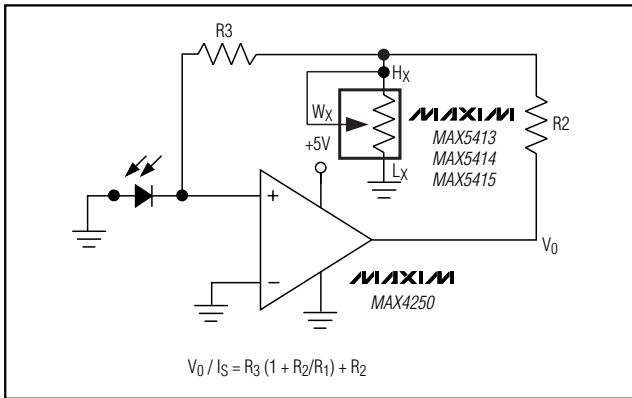 R3
HX
WX
MAXIM
+5V
MAX5413
MAX5414
MAX5415
R2
LX
+
V0
−
MAXIM
MAX4250
V0 / IS = R3 (1 + R2/R1) + R2